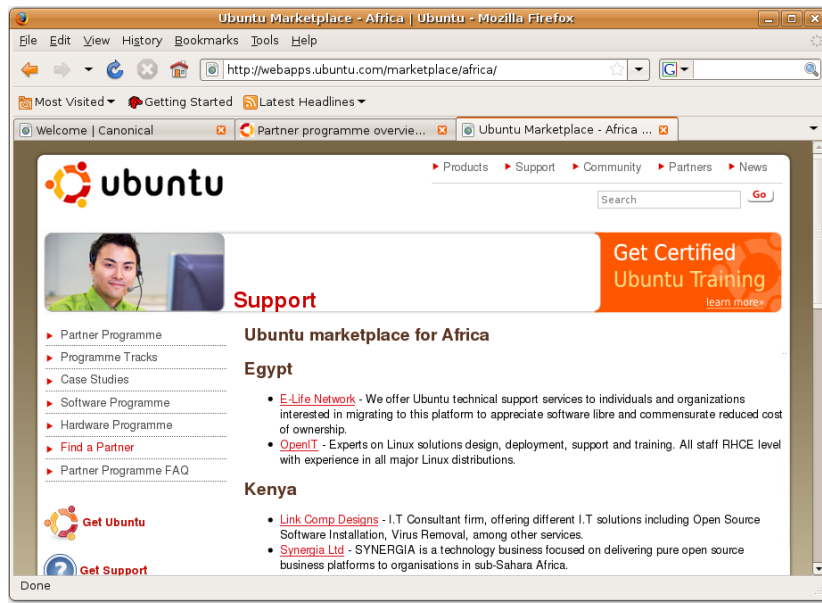 Ubuntu Marketplace - Africa | Ubuntu - Mozilla Firefox
File Edit View History Bookmarks Tools Help
http://webapps.ubuntu.com/marketplace/africa/
G
Most Visited Getting Started Latest Headlines
Welcome | Canonical Partner programme overvie... Ubuntu Marketplace - Africa ...
ubuntu
Products Support Community Partners News
Search Go
Get Certified
Ubuntu Training
learn more»
Support
Partner Programme
Programme Tracks
Case Studies
Software Programme
Hardware Programme
Find a Partner
Partner Programme FAQ
Get Ubuntu
? Get Support
Ubuntu marketplace for Africa
Egypt
E-Life Network - We offer Ubuntu technical support services to individuals and organizations
interested in migrating to this platform to appreciate software libre and commensurate reduced cost
of ownership.
OpenIT - Experts on Linux solutions design, deployment, support and training. All staff RHCE level
with experience in all major Linux distributions.
Kenya
Link Comp Designs - I.T Consultant firm, offering different I.T solutions including Open Source
Software Installation, Virus Removal, among other services.
Synergia Ltd - SYNERGIA is a technology business focused on delivering pure open source
business platforms to organisations in sub-Sahara Africa.
Done